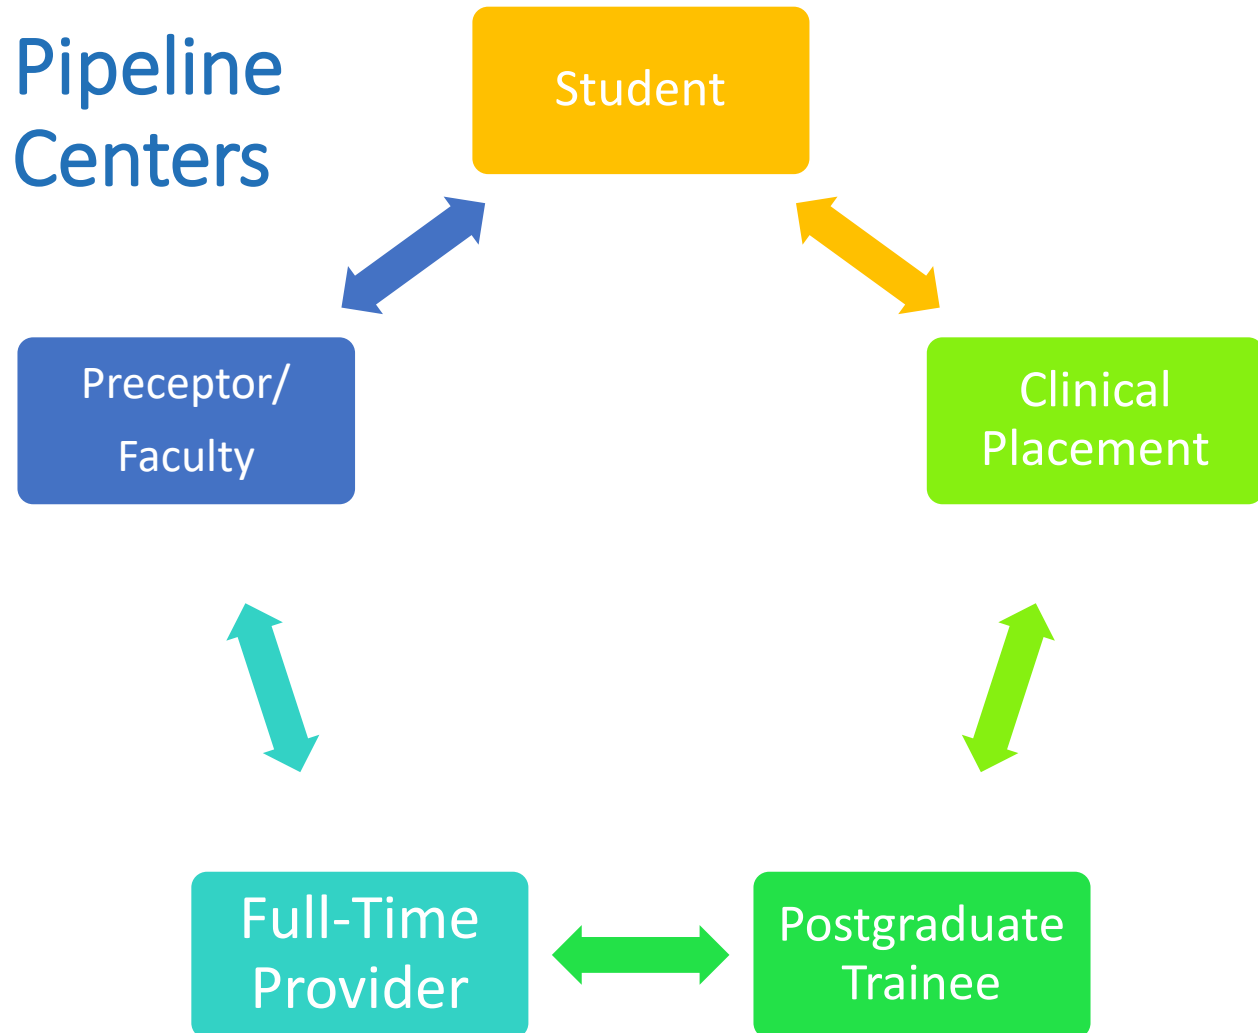 Pipeline
Centers
Student
Preceptor/
Faculty
Clinical
Placement
Full-Time
Provider
Postgraduate
Trainee